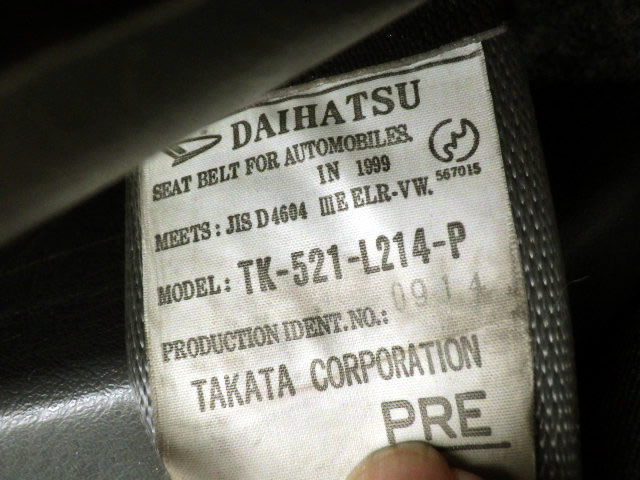 DAIHATSU
SEAT BELT FOR AUTOMOBILES.
IN 1999
567015
MEETS: JIS D4604 IIIE ELR-VW.
MODEL: TK-521-L214-P
PRODUCTION IDENT.NO.: 0914
TAKATA CORPORATION
PRE